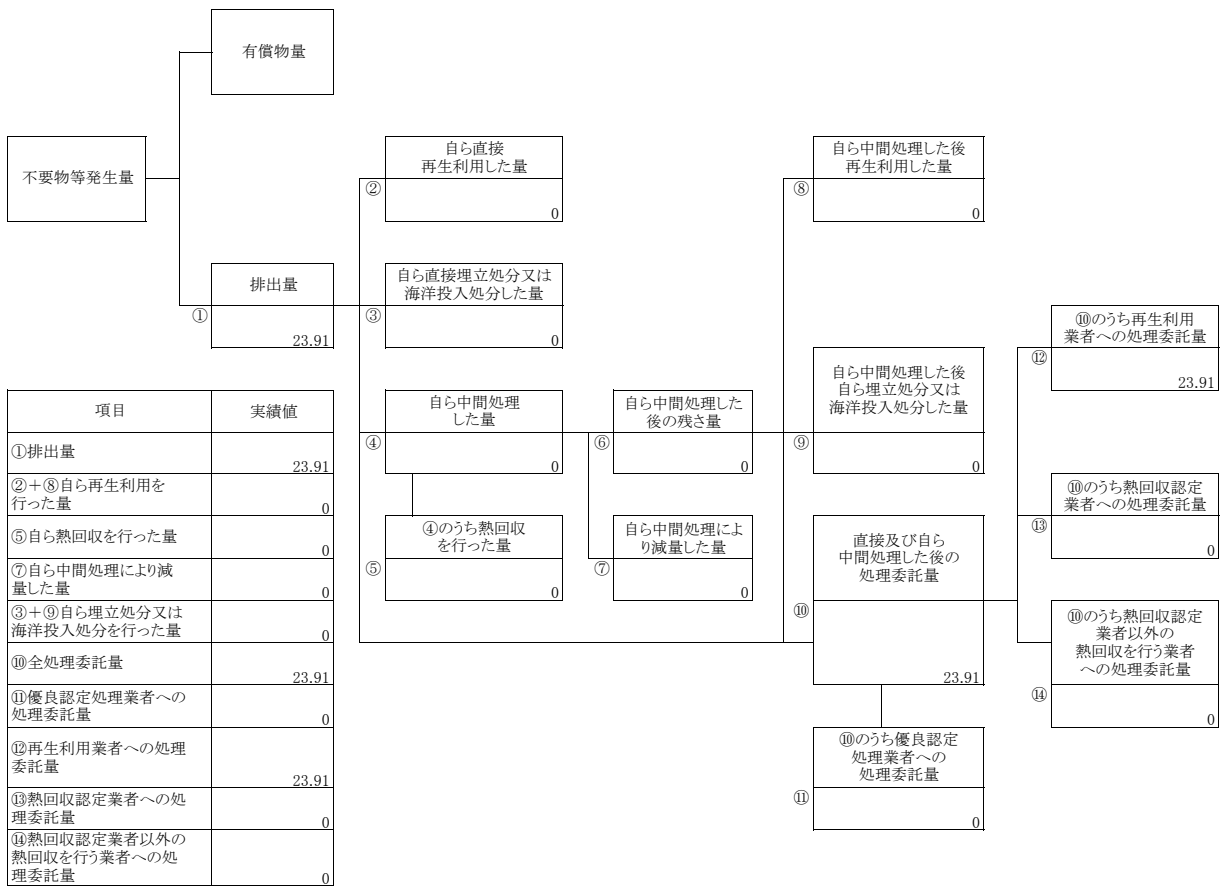 有償物量
不要物等発生量
自ら直接
再生利用した量
②
0
自ら中間処理した後
再生利用した量
⑧
0
排出量
①
23.91
自ら直接埋立処分又は
海洋投入処分した量
③
0
⑩のうち再生利用
業者への処理委託量
⑫
23.91
自ら中間処理
した量
④
0
自ら中間処理した
後の残さ量
⑥
0
自ら中間処理した後
自ら埋立処分又は
海洋投入処分した量
⑨
0
⑩のうち熱回収認定
業者への処理委託量
⑬
0
④のうち熱回収
を行った量
⑤
0
自ら中間処理によ
り減量した量
⑦
0
直接及び自ら
中間処理した後の
処理委託量
⑩
23.91
⑩のうち熱回収認定
業者以外の
熱回収を行う業者
への処理委託量
⑭
0
⑩のうち優良認定
処理業者への
処理委託量
⑪
0
項目 実績値
①排出量
23.91
②+⑧自ら再生利用を
行った量
0
⑤自ら熱回収を行った量
0
⑦自ら中間処理により減
量した量
0
③+⑨自ら埋立処分又は
海洋投入処分を行った量
0
⑩全処理委託量
23.91
⑪優良認定処理業者への
処理委託量
0
⑫再生利用業者への処理
委託量
23.91
⑬熱回収認定業者への処
理委託量
0
⑭熱回収認定業者以外の
熱回収を行う業者への処
理委託量
0